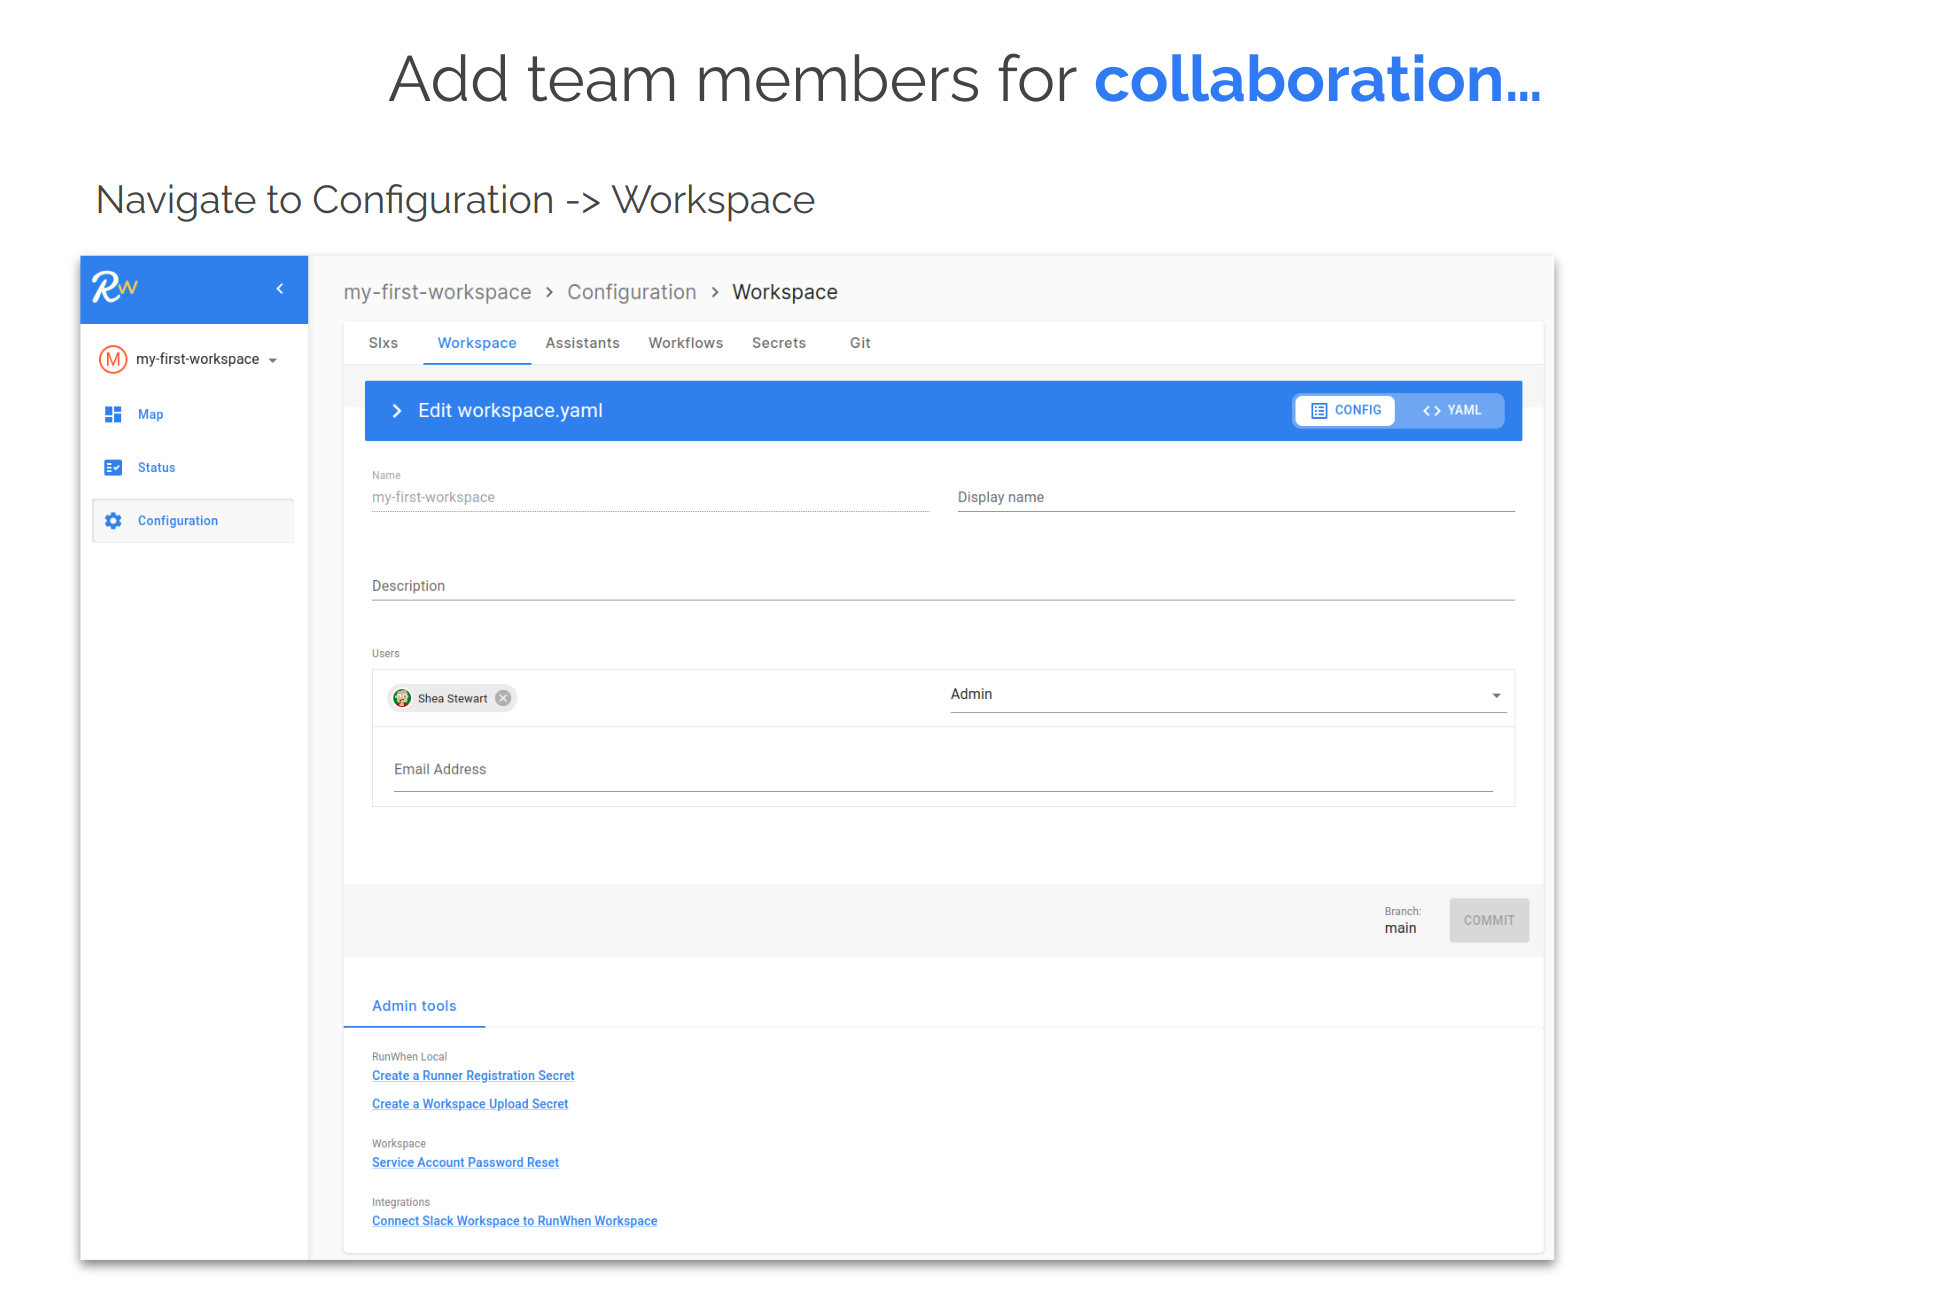 Add team members for collaboration...
Navigate to Configuration -> Workspace
RW
my-first-workspace > Configuration > Workspace
M my-first-workspace
Map
Status
Configuration
Slxs Workspace Assistants Workflows Secrets Git
Edit workspace.yaml CONFIG <> YAML
Name
my-first-workspace
Display name
Description
Users
Shea Stewart
Admin
Email Address
Branch:
main
COMMIT
Admin tools
RunWhen Local
Create a Runner Registration Secret
Create a Workspace Upload Secret
Workspace
Service Account Password Reset
Integrations
Connect Slack Workspace to RunWhen Workspace